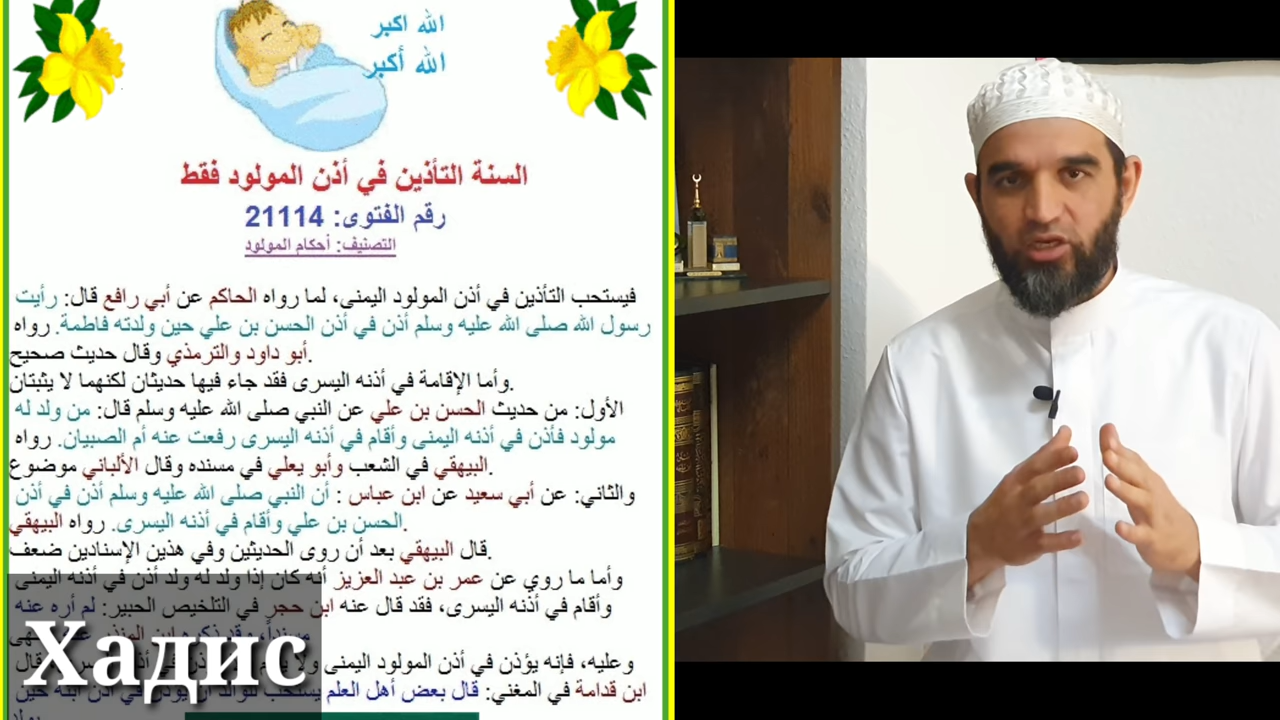 الله اكبر
الله أكبر
السنة التأذين في أذن المولود فقط
رقم الفتوى: 21114
التصنيف: أحكام المولود
فيستحب التأذين في أذن المولود اليمنى، لما رواه الحاكم عن أبي رافع قال: رأيت
رسول الله صلى الله عليه وسلم أذن في أذن الحسن بن علي حين ولدته فاطمة. رواه
أبو داود والترمذي وقال حديث صحيح.
وأما الإقامة في أذنه اليسرى فقد جاء فيها حديثان لكنهما لا يثبتان.
الأول: من حديث الحسن بن علي عن النبي صلى الله عليه وسلم قال: من ولد له
مولود فأذن في أذنه اليمنى وأقام في أذنه اليسرى رفعت عنه أم الصبيان. رواه
البيهقي في الشعب وأبو يعلي في مسنده وقال الألباني موضوع.
والثاني: عن أبي سعيد عن ابن عباس : أن النبي صلى الله عليه وسلم أذن في أذن
الحسن بن علي وأقام في أذنه اليسرى. رواه البيهقي.
قال البيهقي بعد أن روى الحديثين وفي هذين الإسنادين ضعف.
وأما ما روي عن عمر بن عبد العزيز أنه كان إذا ولد له ولد أذن في أذنه اليمنى
وأقام في أذنه اليسرى، فقد قال عنه ابن حجر في التلخيص الحبير: لم أره عنه
مسنداً، وقد ذكره ابن المنذر
وعليه، فإنه يؤذن في أذن المولود اليمنى ولا قال
ابن قدامة في المغني: قال بعض أهل العلم يستحب للوالد أن يؤذن في أذن ابنه حين
Хадис